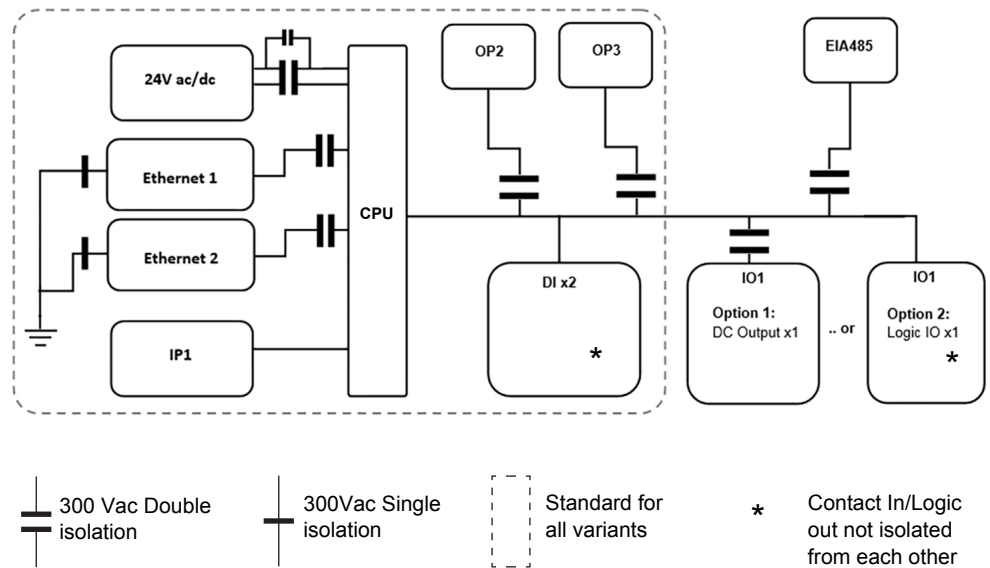 24V ac/dc
Ethernet 1
Ethernet 2
IP1
CPU
OP2
OP3
EIA485
DI x2
*
IO1
Option 1:
DC Output x1
.. or
IO1
Option 2:
Logic IO x1
*
300 Vac Double
isolation
300Vac Single
isolation
Standard for
all variants
*
Contact In/Logic
out not isolated
from each other